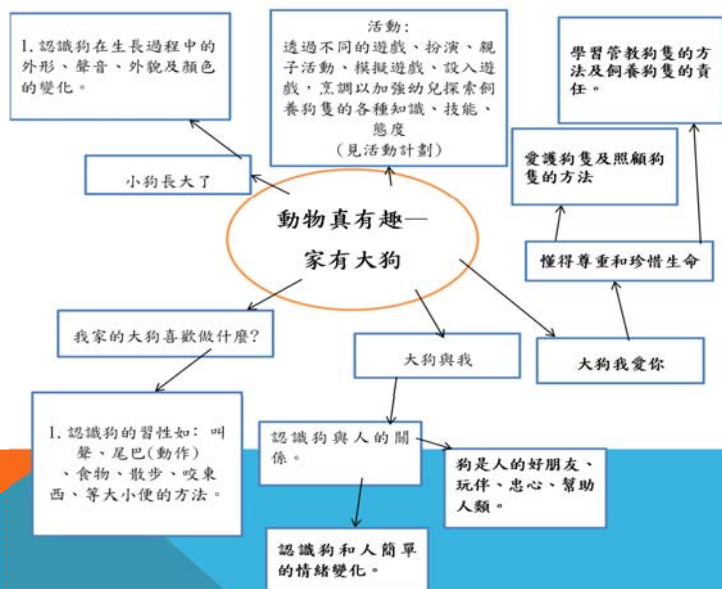 1. 認識狗在生長過程中的
外形、聲音、外貌及顏色
的變化。
活動:
透過不同的遊戲、扮演、親
子活動、模擬遊戲、設入遊
戲，烹調以加強幼兒探索飼
養狗隻的各種知識、技能、
態度
(見活動計劃)
學習管教狗隻的方
法及飼養狗隻的責
任。
愛護狗隻及照顧狗
隻的方法
小狗長大了
動物真有趣—
家有大狗
懂得尊重和珍惜生命
我家的大狗喜歡做什麼?
大狗與我
大狗我愛你
1. 認識狗的習性如: 叫
聲、尾巴(動作)
、食物、散步、咬東
西、等大小便的方法。
認識狗與人的關
係。
狗是人的好朋友、
玩伴、忠心、幫助
人類。
認識狗和人簡單
的情緒變化。